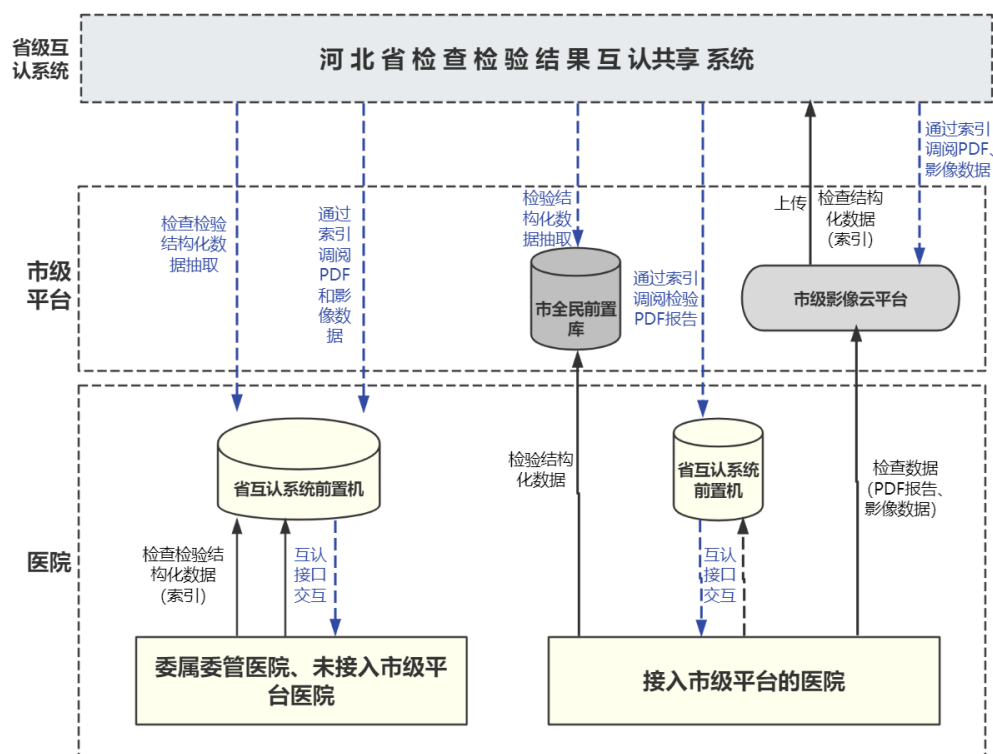 省级互
认系统
河北省检查检验结果互认共享系统
通过索引
调阅PDF、
影像数据
市级
平台
检查检验
结构化数
据抽取
通过
索引
调阅
PDF
和影
像数
据
检验结
构化数
据抽取
市全民前置
库
通过索引
调阅检验
PDF报告
上传
检查结构
化数据
(索引)
市级影像云平台
医院
省互认系统前置机
检查检验结
构化数据
(索引)
互认
接口
交互
委属委管医院、未接入市级平
台医院
检验结构
化数据
省互认系统
前置机
互认
接口
交互
检查数据
(PDF报告、
影像数据)
接入市级平台的医院